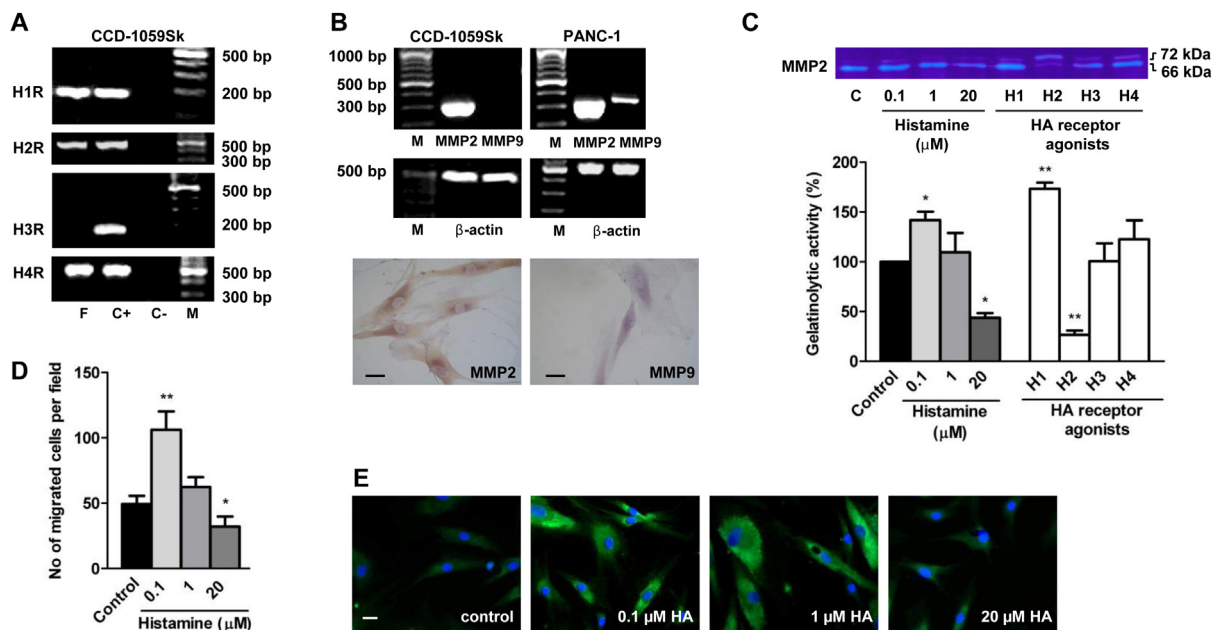 A
CCD-1059Sk
500 bp
H1R
200 bp
H2R
500 bp
300 bp
500 bp
H3R
200 bp
H4R
500 bp
300 bp
F C+ C- M
B
CCD-1059Sk PANC-1
1000 bp
500 bp
300 bp
M MMP2 MMP9 M MMP2 MMP9
500 bp
M β-actin M β-actin
MMP2 MMP9
C
MMP2
72 kDa
66 kDa
C 0.1 1 20 H1 H2 H3 H4
Histamine (µM)
HA receptor agonists
Gelatinolytic activity (%)
200
150
100
50
0
*
*
**
**
Control 0.1 1 20 H1 H2 H3 H4
Histamine (µM)
HA receptor agonists
D
No of migrated cells per field
150
100
50
0
**
*
Control 0.1 1 20
Histamine (µM)
E
control 0.1 µM HA 1 µM HA 20 µM HA